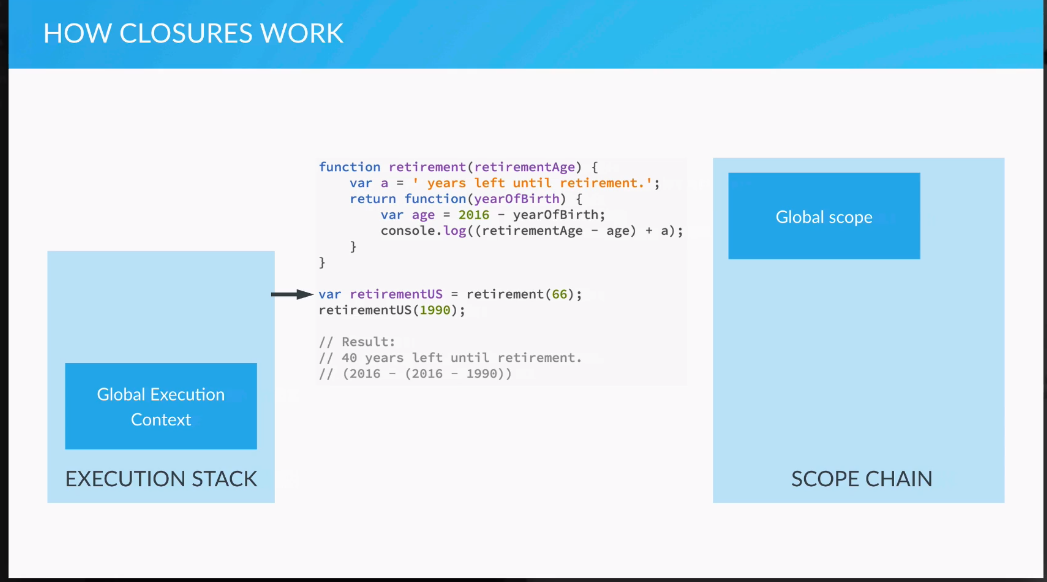 HOW CLOSURES WORK
function retirement(retirementAge) {
    var a = ' years left until retirement.';
    return function(yearOfBirth) {
        var age = 2016 - yearOfBirth;
        console.log((retirementAge - age) + a);
    }
}
var retirementUS = retirement(66);
retirementUS(1990);
// Result:
// 40 years left until retirement.
// (2016 - (2016 - 1990))
Global Execution
Context
EXECUTION STACK
Global scope
SCOPE CHAIN